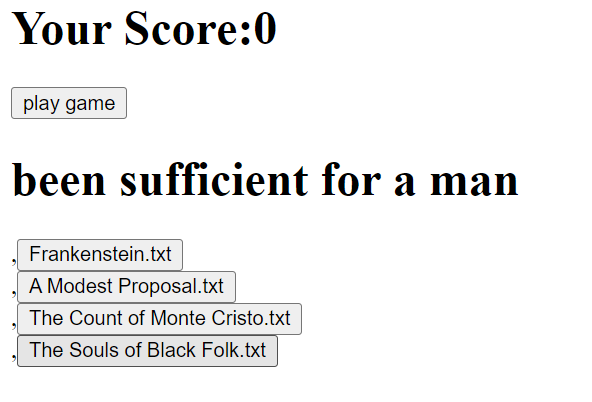 Your Score:0
play game
been sufficient for a man
,Frankenstein.txt
,A Modest Proposal.txt
,The Count of Monte Cristo.txt
,The Souls of Black Folk.txt